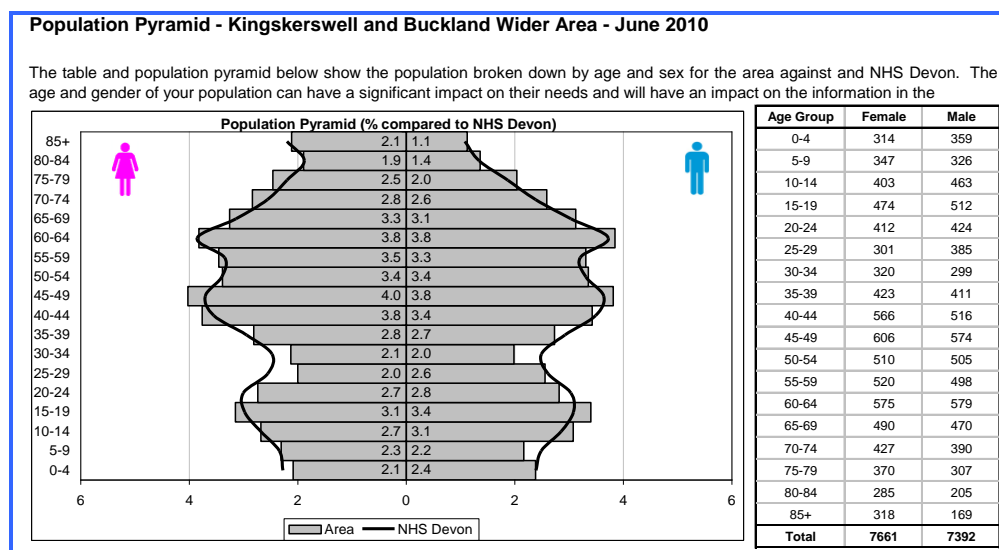 Population Pyramid - Kingskerswell and Buckland Wider Area - June 2010
The table and population pyramid below show the population broken down by age and sex for the area against and NHS Devon. The
age and gender of your population can have a significant impact on their needs and will have an impact on the information in the
Population Pyramid (% compared to NHS Devon)
85+ 2.1 1.1
80-84 1.9 1.4
75-79 2.5 2.0
70-74 2.8 2.6
65-69 3.3 3.1
60-64 3.8 3.8
55-59 3.5 3.3
50-54 3.4 3.4
45-49 4.0 3.8
40-44 3.8 3.4
35-39 2.8 2.7
30-34 2.1 2.0
25-29 2.0 2.6
20-24 2.7 2.8
15-19 3.1 3.4
10-14 2.7 3.1
5-9 2.3 2.2
0-4 2.1 2.4
6 4 2 0 2 4 6
Area NHS Devon
Age Group Female Male
0-4 314 359
5-9 347 326
10-14 403 463
15-19 474 512
20-24 412 424
25-29 301 385
30-34 320 299
35-39 423 411
40-44 566 516
45-49 606 574
50-54 510 505
55-59 520 498
60-64 575 579
65-69 490 470
70-74 427 390
75-79 370 307
80-84 285 205
85+ 318 169
Total 7661 7392